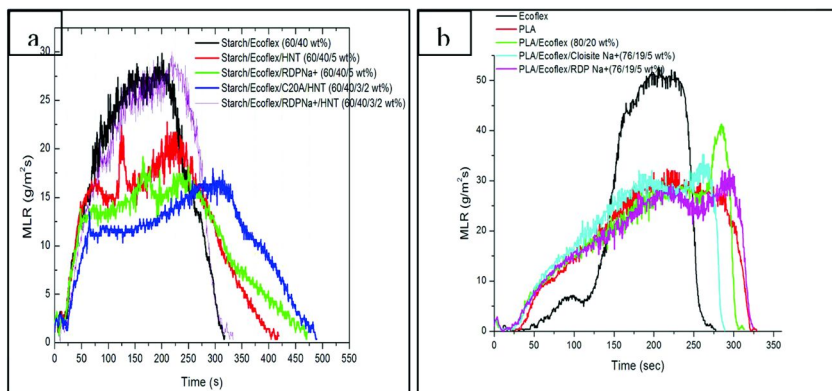 a
Starch/Ecoflex (60/40 wt%)
Starch/Ecoflex/HNT (60/40/5 wt%)
Starch/Ecoflex/RDPNa+ (60/40/5 wt%)
Starch/Ecoflex/C20A/HNT (60/40/3/2 wt%)
Starch/Ecoflex/RDPNa+/HNT (60/40/3/2 wt%)
MLR (g/m²s)
30
25
20
15
10
5
0
0 50 100 150 200 250 300 350 400 450 500 550
Time (s)
b
Ecoflex
PLA
PLA/Ecoflex (80/20 wt%)
PLA/Ecoflex/Cloisite Na+(76/19/5 wt%)
PLA/Ecoflex/RDP Na+(76/19/5 wt%)
MLR (g/m²s)
50
40
30
20
10
0
0 50 100 150 200 250 300 350
Time (sec)